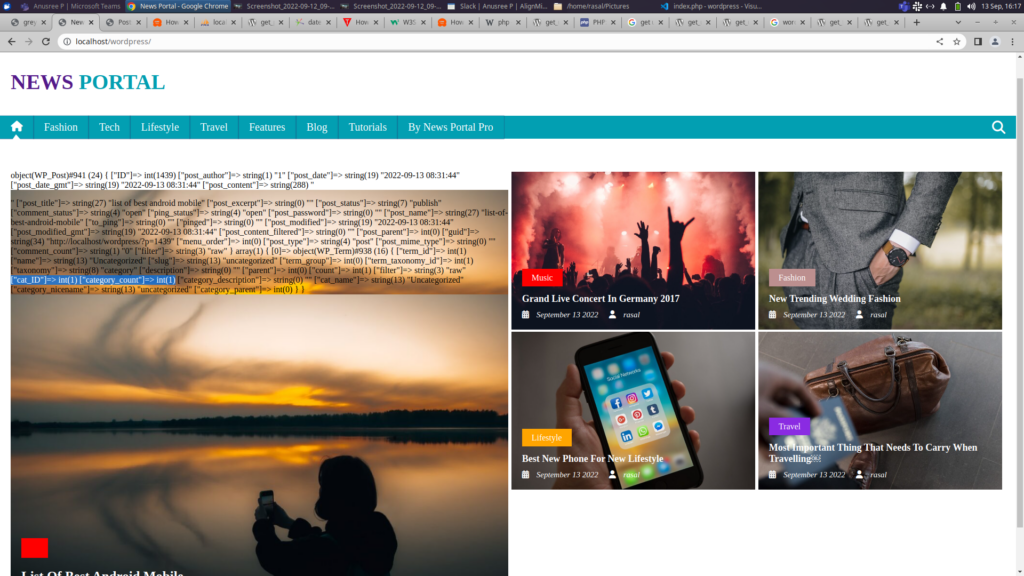 Anusree P | Microsoft Teams
News Portal - Google Chrome
Screenshot_2022-09-12_09-...
Screenshot_2022-09-12_09-...
Slack | Anusree P | AlignMi...
/home/rasal/Pictures
index.php - wordpress - Visu...
13 Sep, 16:17
localhost/wordpress/
NEWS PORTAL
Fashion
Tech
Lifestyle
Travel
Features
Blog
Tutorials
By News Portal Pro
object(WP_Post)#941 (24) { ["ID"]=> int(1439) ["post_author"]=> string(1) "1" ["post_date"]=> string(19) "2022-09-13 08:31:44"
["post_date_gmt"]=> string(19) "2022-09-13 08:31:44" ["post_content"]=> string(288) "
" ["post_title"]=> string(27) "list of best android mobile" ["post_excerpt"]=> string(0) "" ["post_status"]=> string(7) "publish"
["comment_status"]=> string(4) "open" ["ping_status"]=> string(4) "open" ["post_password"]=> string(0) "" ["post_name"]=> string(27) "list-of-
best-android-mobile" ["to_ping"]=> string(0) "" ["pinged"]=> string(0) "" ["post_modified"]=> string(19) "2022-09-13 08:31:44"
["post_modified_gmt"]=> string(19) "2022-09-13 08:31:44" ["post_content_filtered"]=> string(0) "" ["post_parent"]=> int(0) ["guid"]=>
string(34) "http://localhost/wordpress/?p=1439" ["menu_order"]=> int(0) ["post_type"]=> string(4) "post" ["post_mime_type"]=> string(0) ""
["comment_count"]=> string(1) "0" ["filter"]=> string(3) "raw" } array(1) { [0]=> object(WP_Term)#938 (16) { ["term_id"]=> int(1)
["name"]=> string(13) "Uncategorized" ["slug"]=> string(13) "uncategorized" ["term_group"]=> int(0) ["term_taxonomy_id"]=> int(1)
["taxonomy"]=> string(8) "category" ["description"]=> string(0) "" ["parent"]=> int(0) ["count"]=> int(1) ["filter"]=> string(3) "raw"
["cat_ID"]=> int(1) ["category_count"]=> int(1) ["category_description"]=> string(0) "" ["cat_name"]=> string(13) "Uncategorized"
["category_nicename"]=> string(13) "uncategorized" ["category_parent"]=> int(0) } }
List Of Best Android Mobile
Music
Grand Live Concert In Germany 2017
September 13 2022 rasal
Fashion
New Trending Wedding Fashion
September 13 2022 rasal
Social Networks
Lifestyle
Best New Phone For New Lifestyle
September 13 2022 rasal
Travel
Most Important Thing That Needs To Carry When
Travelling
September 13 2022 rasal